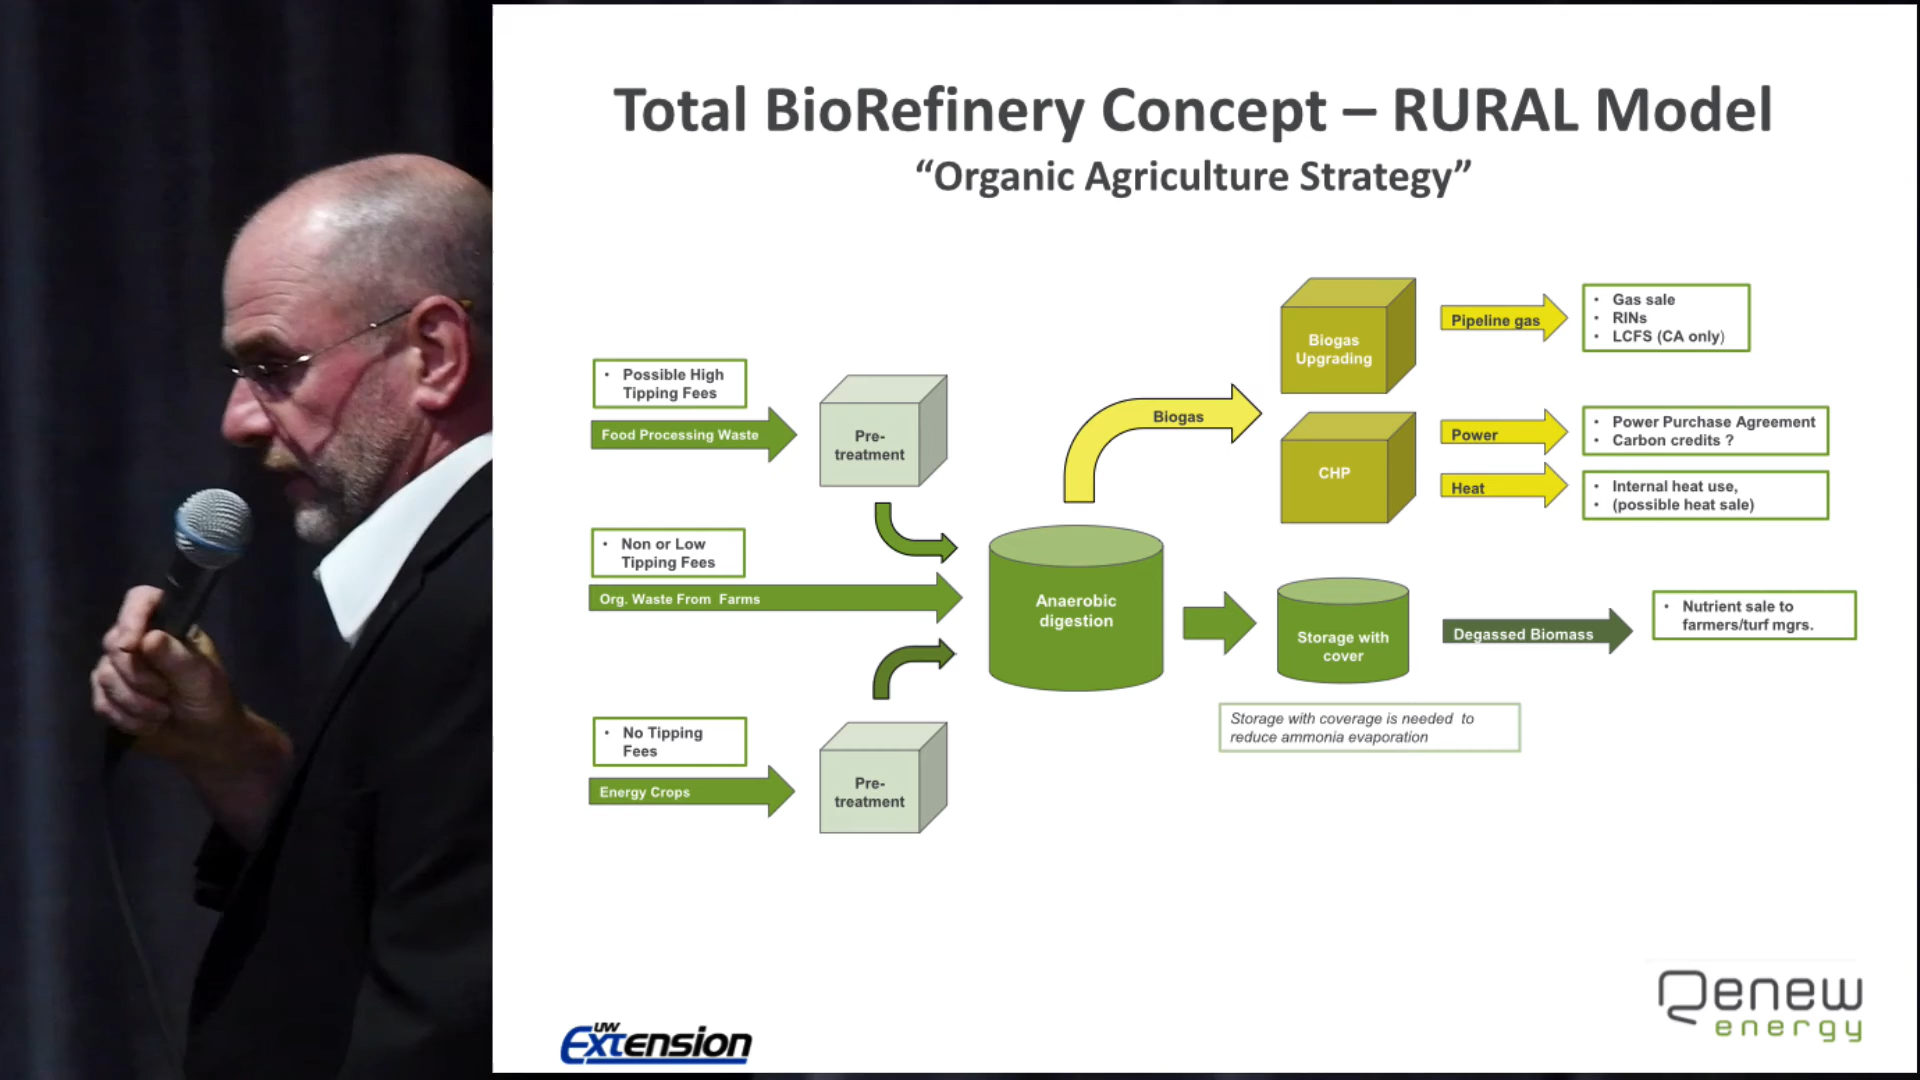 Total BioRefinery Concept – RURAL Model
“Organic Agriculture Strategy”
• Possible High
Tipping Fees
Food Processing Waste
Pre-
treatment
• Non or Low
Tipping Fees
Org. Waste From Farms
• No Tipping
Fees
Energy Crops
Pre-
treatment
Anaerobic
digestion
Biogas
Biogas
Upgrading
Pipeline gas
• Gas sale
• RINs
• LCFS (CA only)
CHP
Power
• Power Purchase Agreement
• Carbon credits ?
Heat
• Internal heat use,
• (possible heat sale)
Storage with
cover
Degassed Biomass
• Nutrient sale to
farmers/turf mgrs.
Storage with coverage is needed to
reduce ammonia evaporation
UW
Extension
Renew
energy